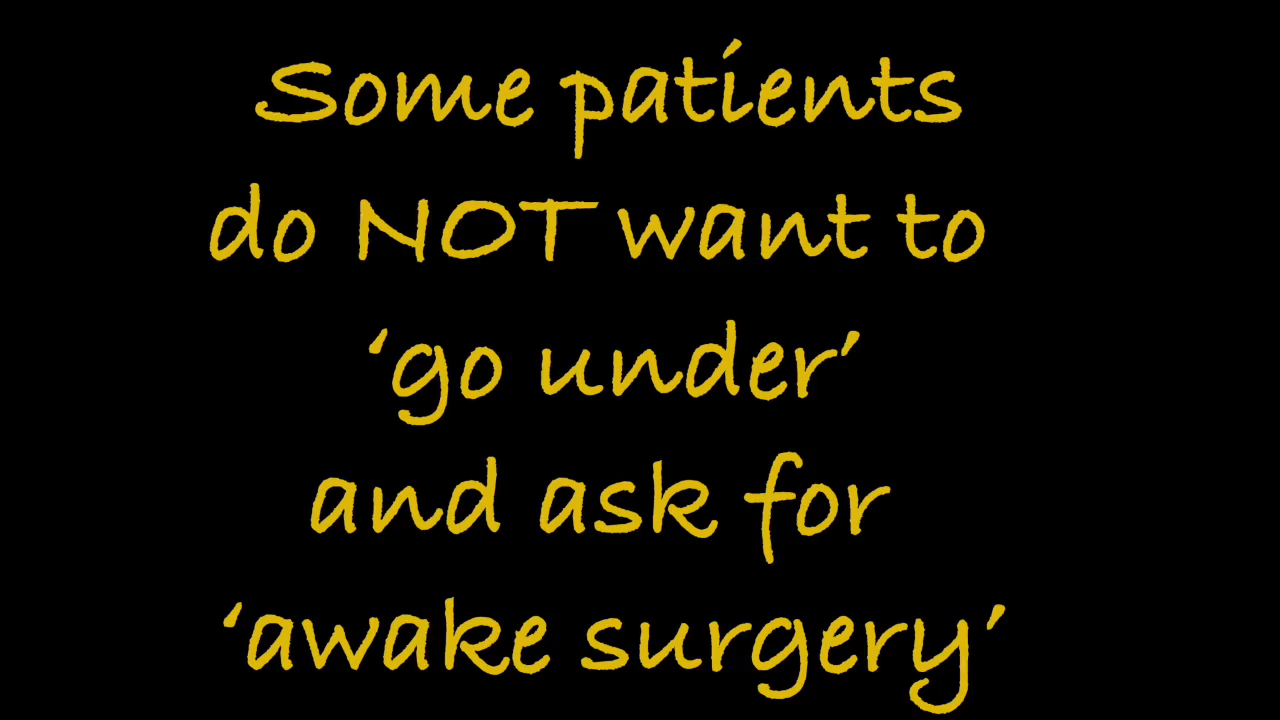 Some patients
do NOT want to
‘go under’
and ask for
‘awake surgery’